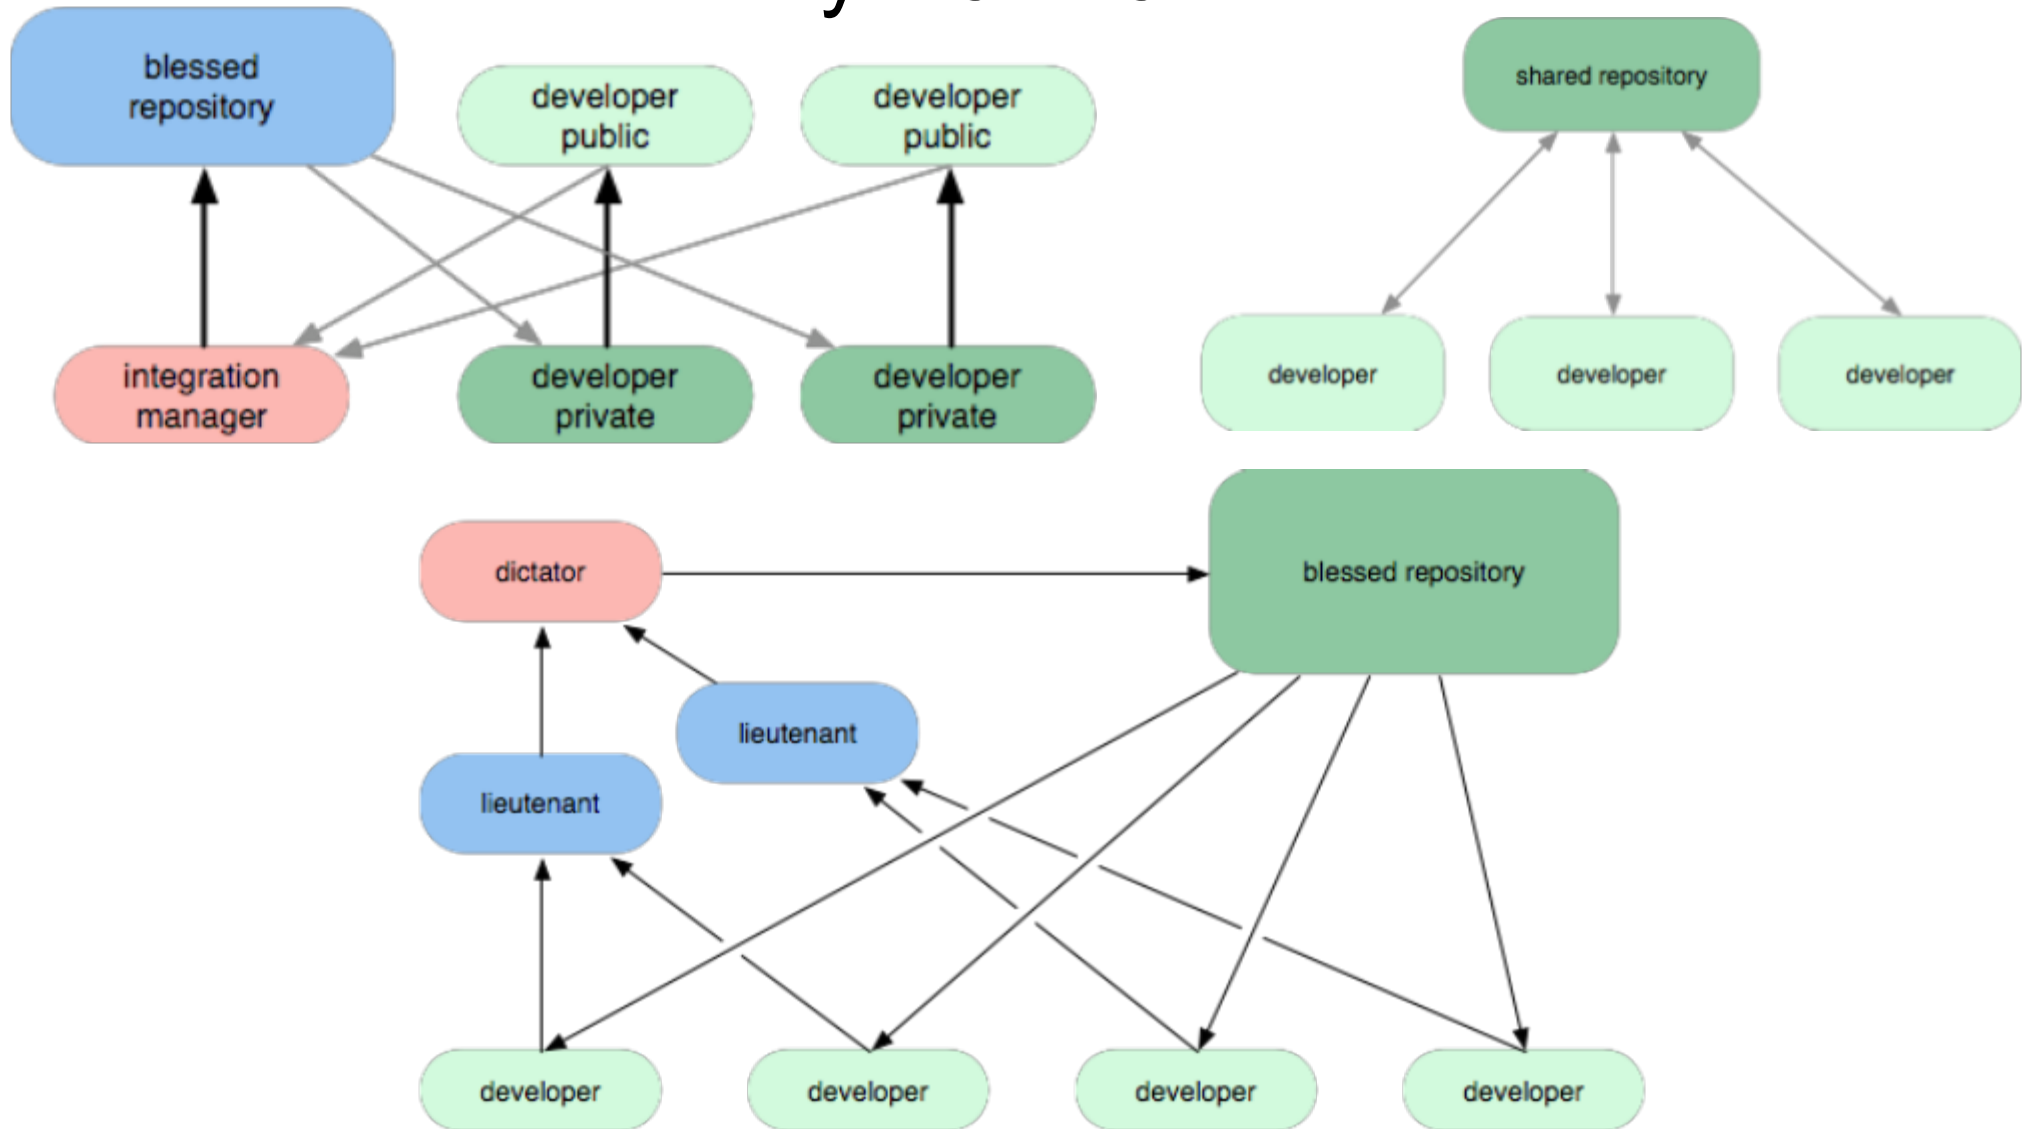 blessed
repository
developer
public
developer
public
integration
manager
developer
private
developer
private
shared repository
developer
developer
developer
dictator
blessed repository
lieutenant
lieutenant
developer
developer
developer
developer